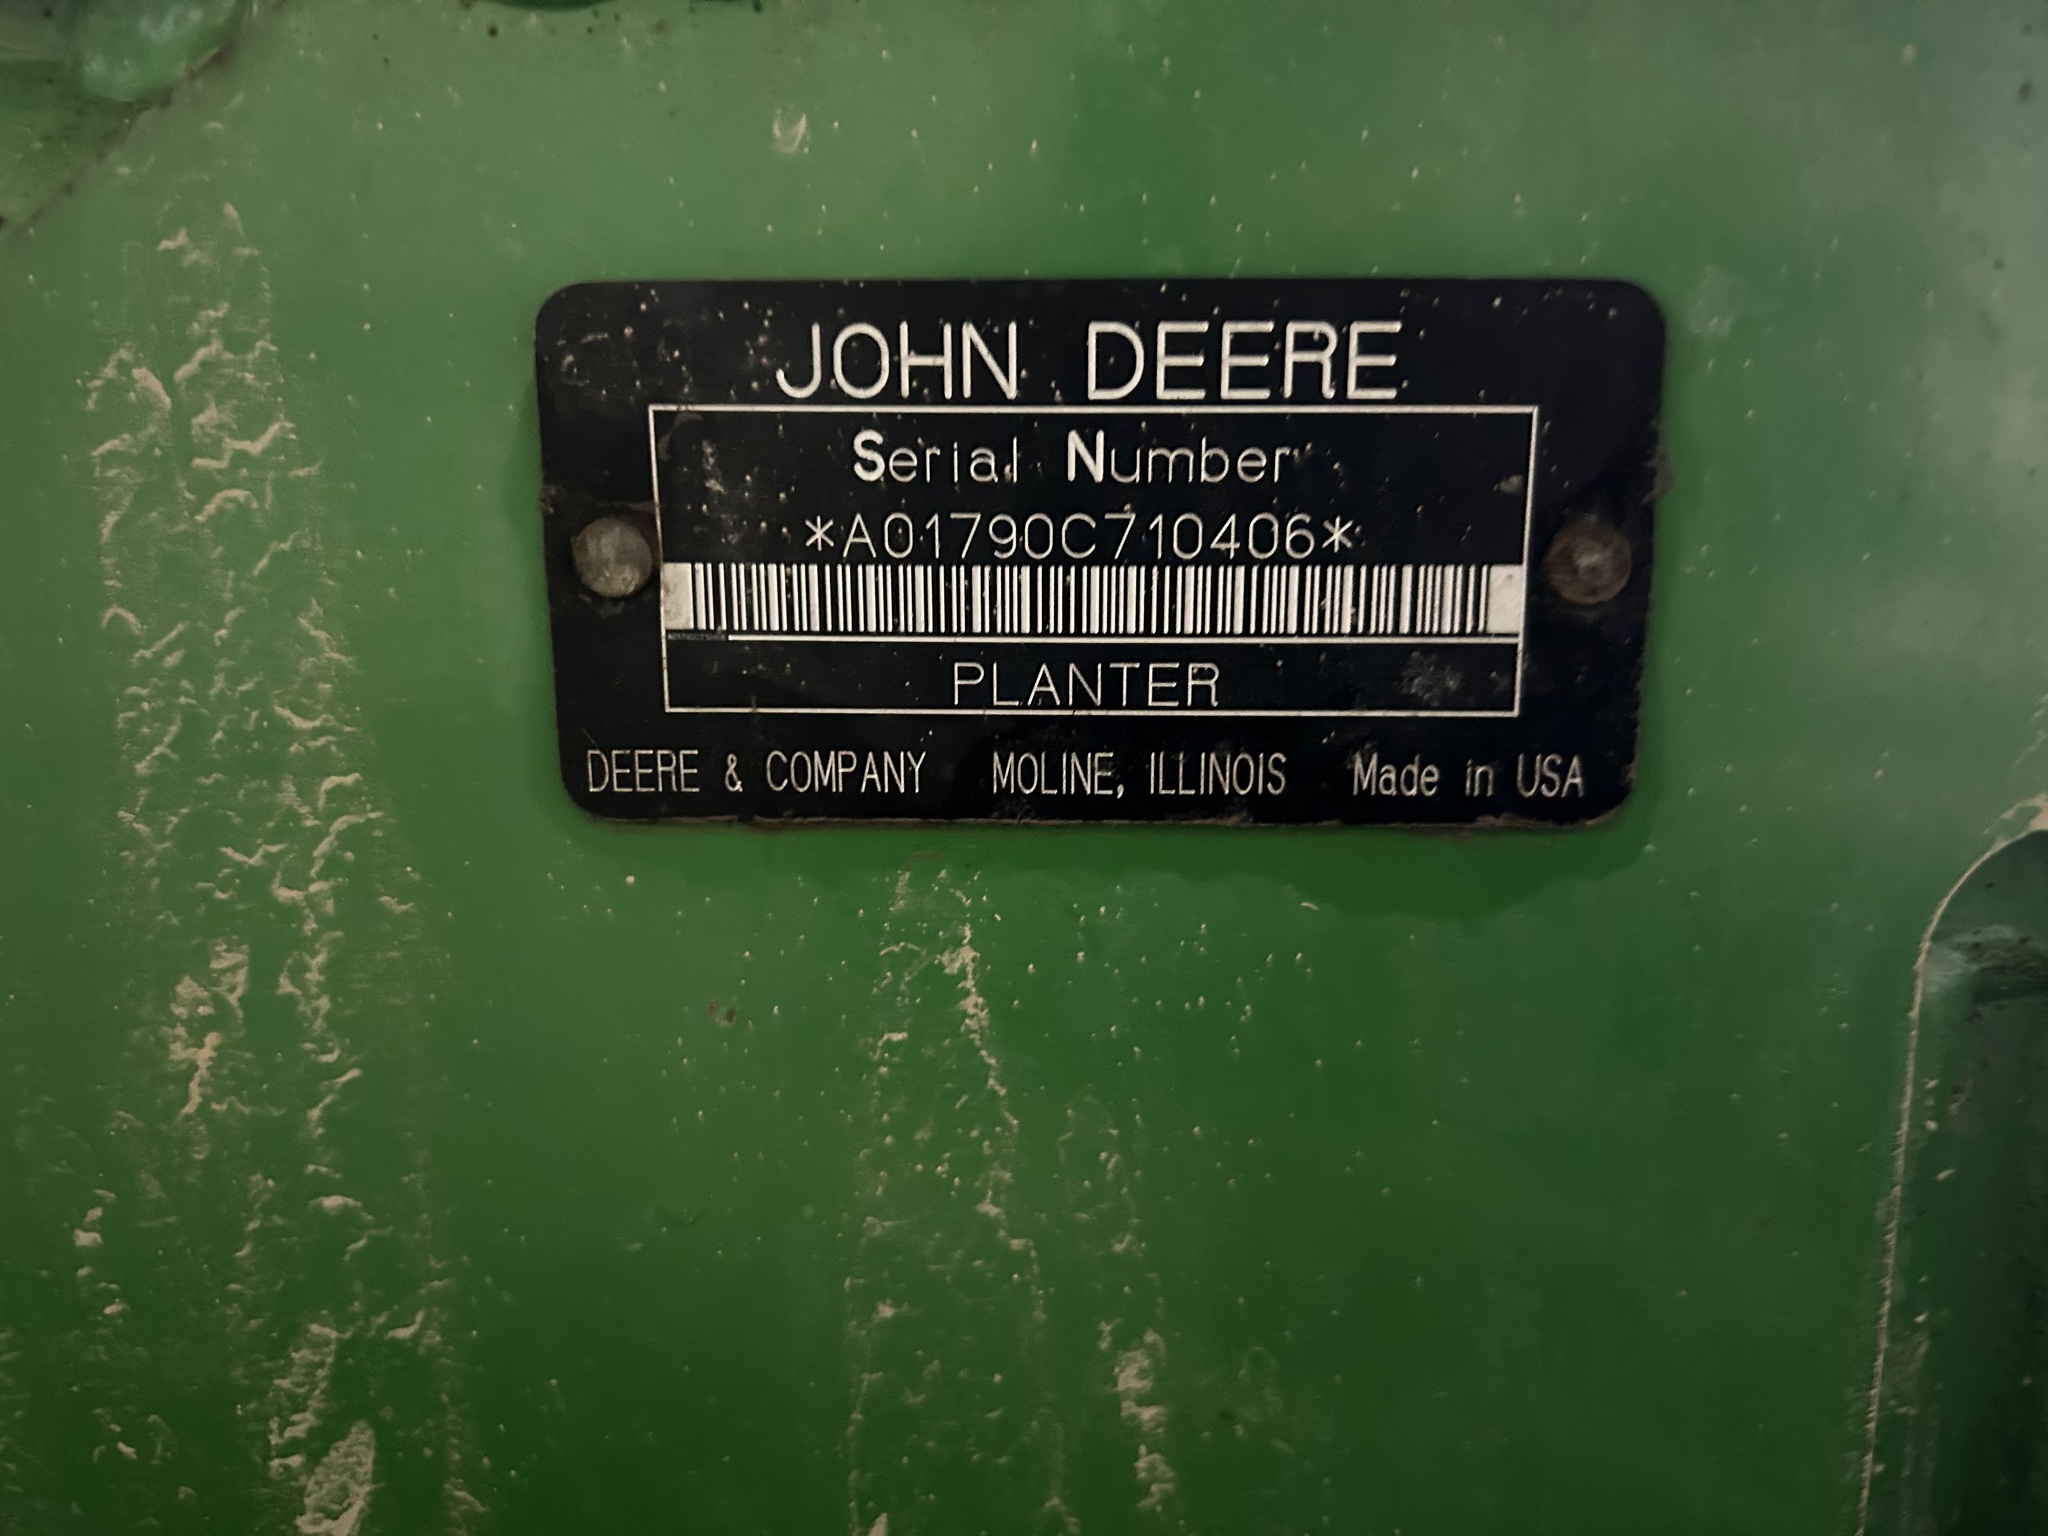 JOHN DEERE
Serial Number
*A01790C710406*
PLANTER
DEERE & COMPANY MOLINE, ILLINOIS Made in USA